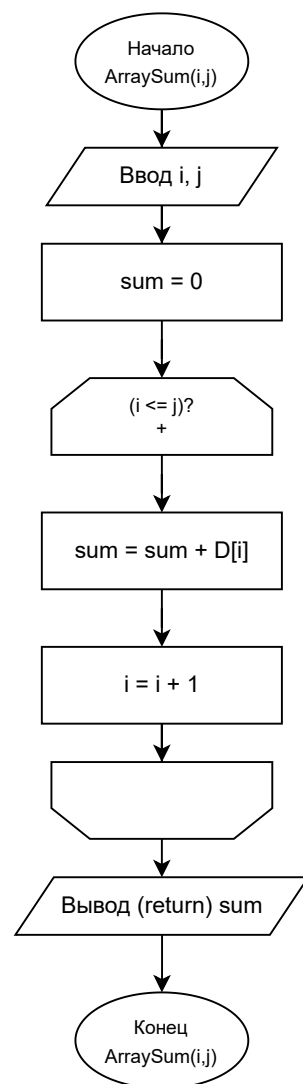 Начало
ArraySum(i,j)
Ввод i, j
sum = 0
(i <= j)?
+
sum = sum + D[i]
i = i + 1
Вывод (return) sum
Конец
ArraySum(i,j)